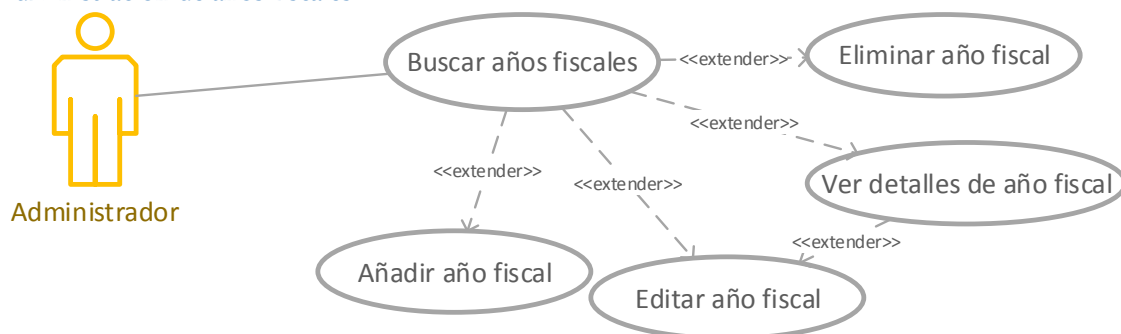 Buscar años fiscales
<<extender>>
Eliminar año fiscal
<<extender>>
<<extender>>
<<extender>>
Ver detalles de año fiscal
Administrador
<<extender>>
Añadir año fiscal
Editar año fiscal